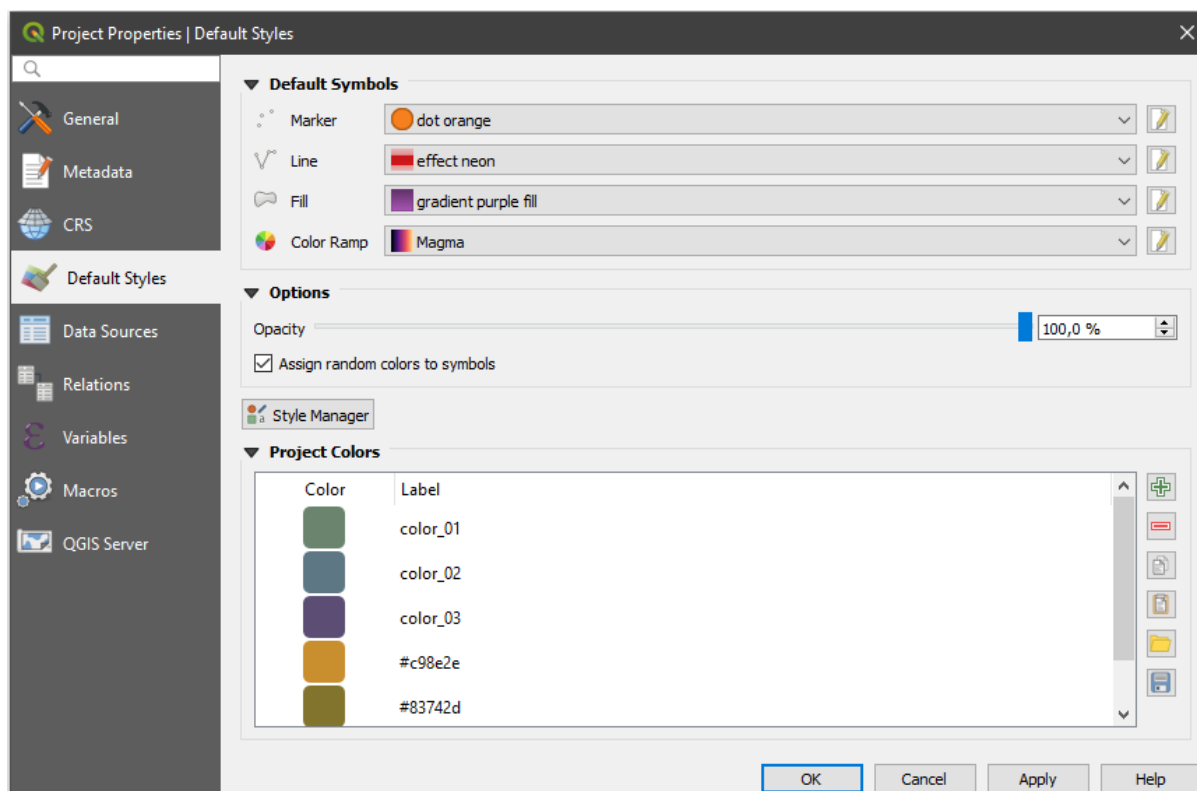 Project Properties | Default Styles
General
Metadata
CRS
Default Styles
Data Sources
Relations
Variables
Macros
QGIS Server
Default Symbols
Marker dot orange
Line effect neon
Fill gradient purple fill
Color Ramp Magma
Options
Opacity 100,0 %
Assign random colors to symbols
Style Manager
Project Colors
Color Label
color_01
color_02
color_03
#c98e2e
#83742d
OK Cancel Apply Help